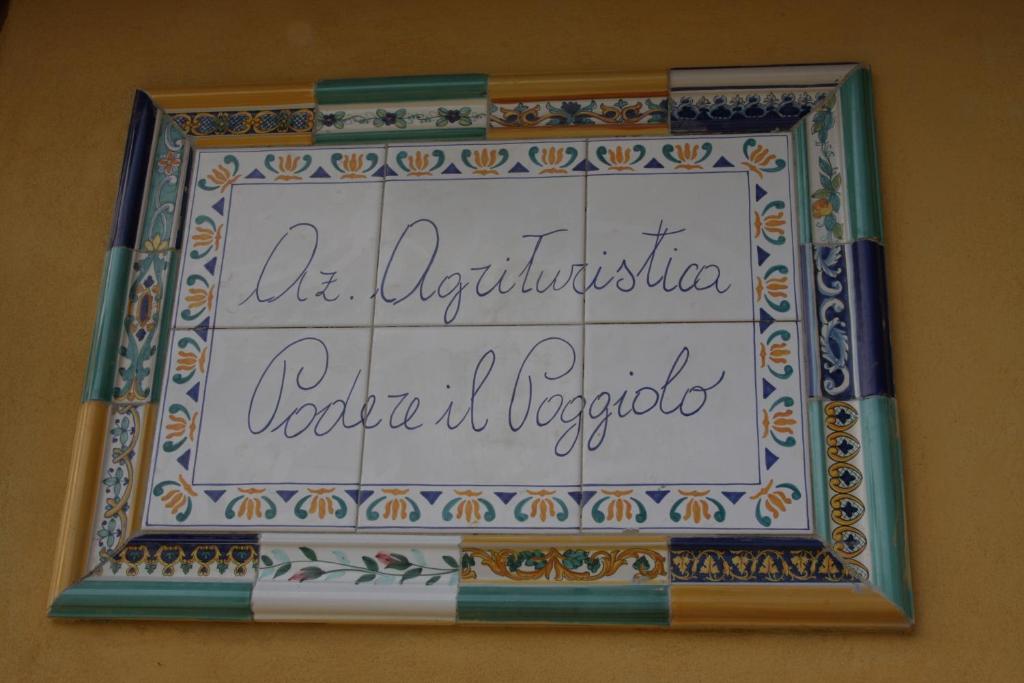 Az. Agrituristica
Podere il Poggiolo